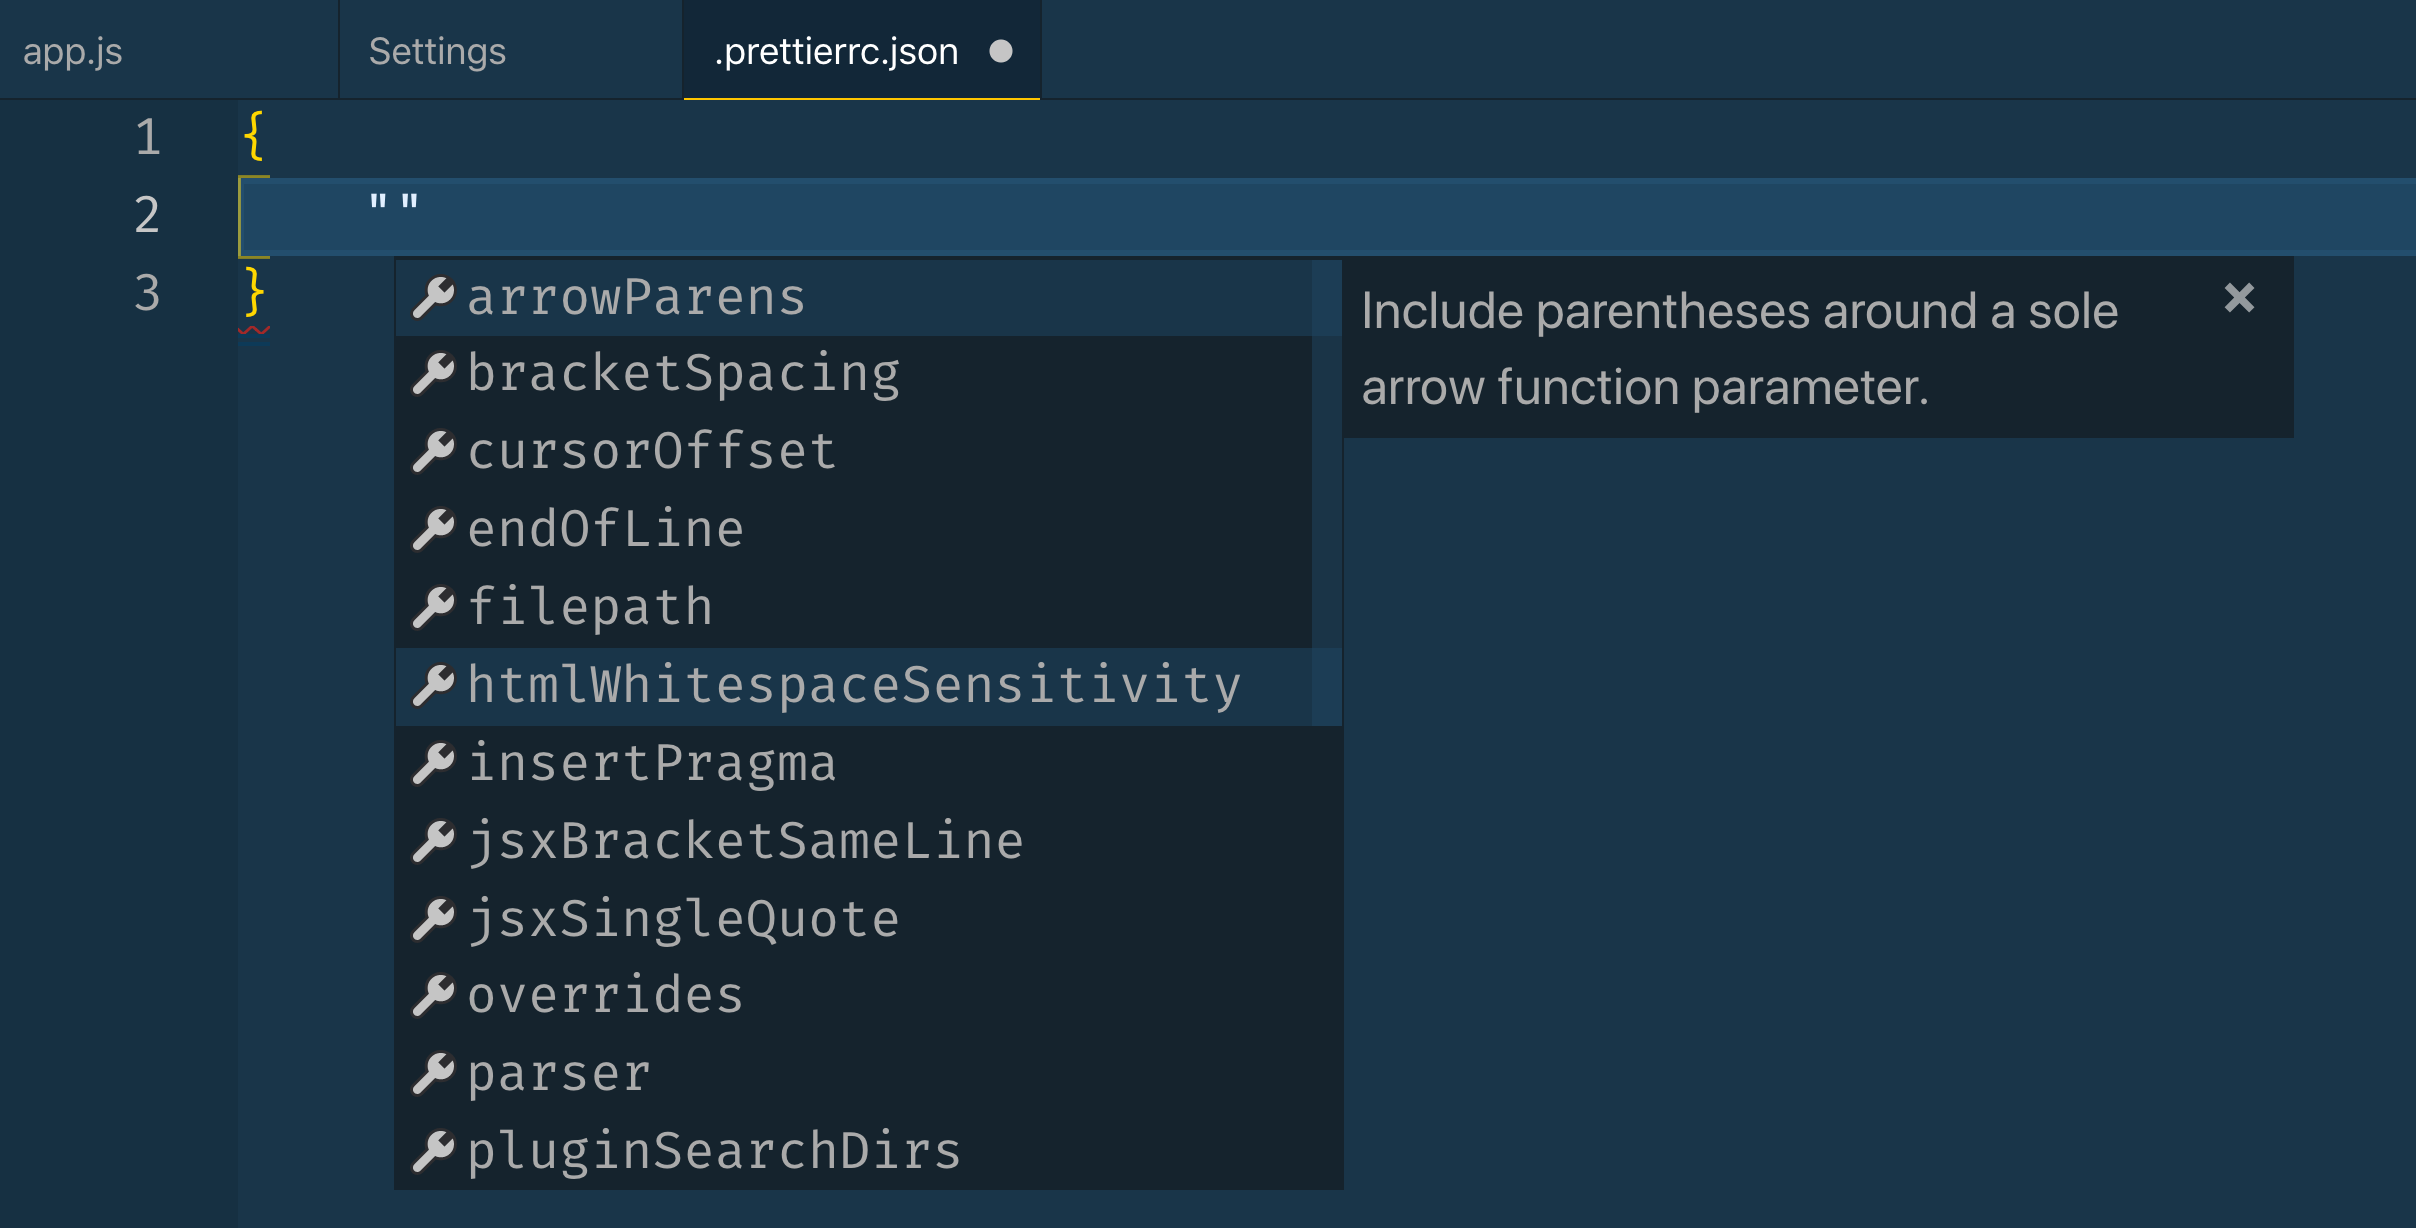 app.js
Settings
.prettierrc.json
1 {
2 ""
3 }
arrowParens
bracketSpacing
cursorOffset
endOfLine
filepath
htmlWhitespaceSensitivity
insertPragma
jsxBracketSameLine
jsxSingleQuote
overrides
parser
pluginSearchDirs
Include parentheses around a sole
arrow function parameter.